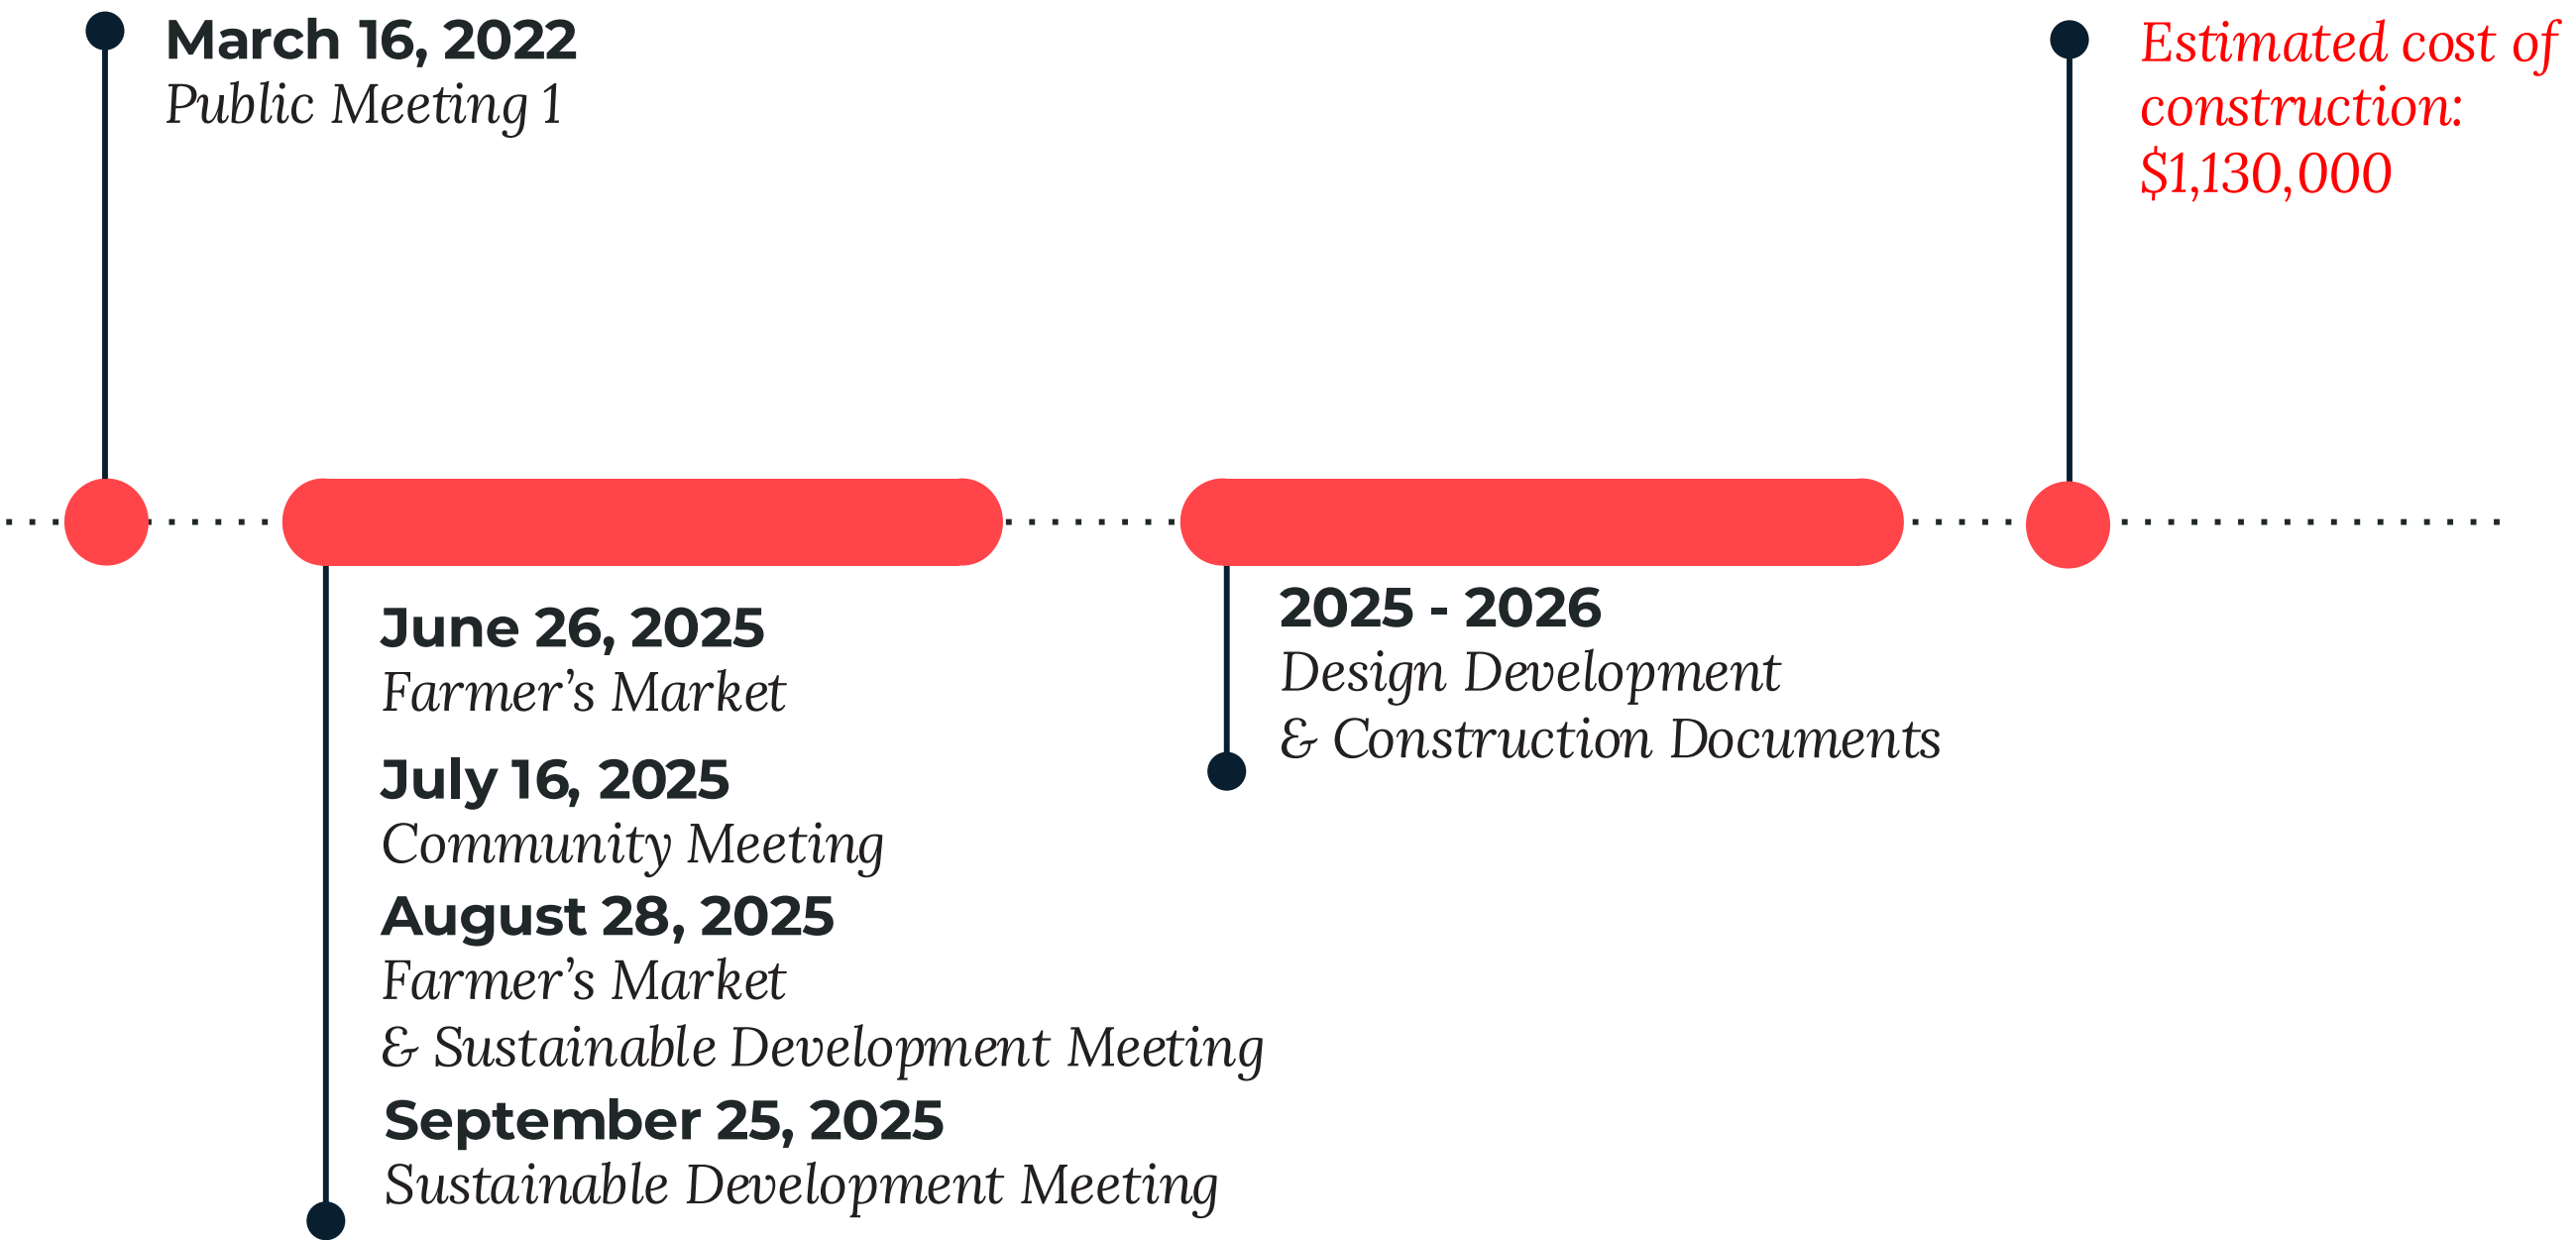 March 16, 2022
Public Meeting 1
June 26, 2025
Farmer’s Market
July 16, 2025
Community Meeting
August 28, 2025
Farmer’s Market
& Sustainable Development Meeting
September 25, 2025
Sustainable Development Meeting
2025 - 2026
Design Development
& Construction Documents
Estimated cost of
construction:
$1,130,000